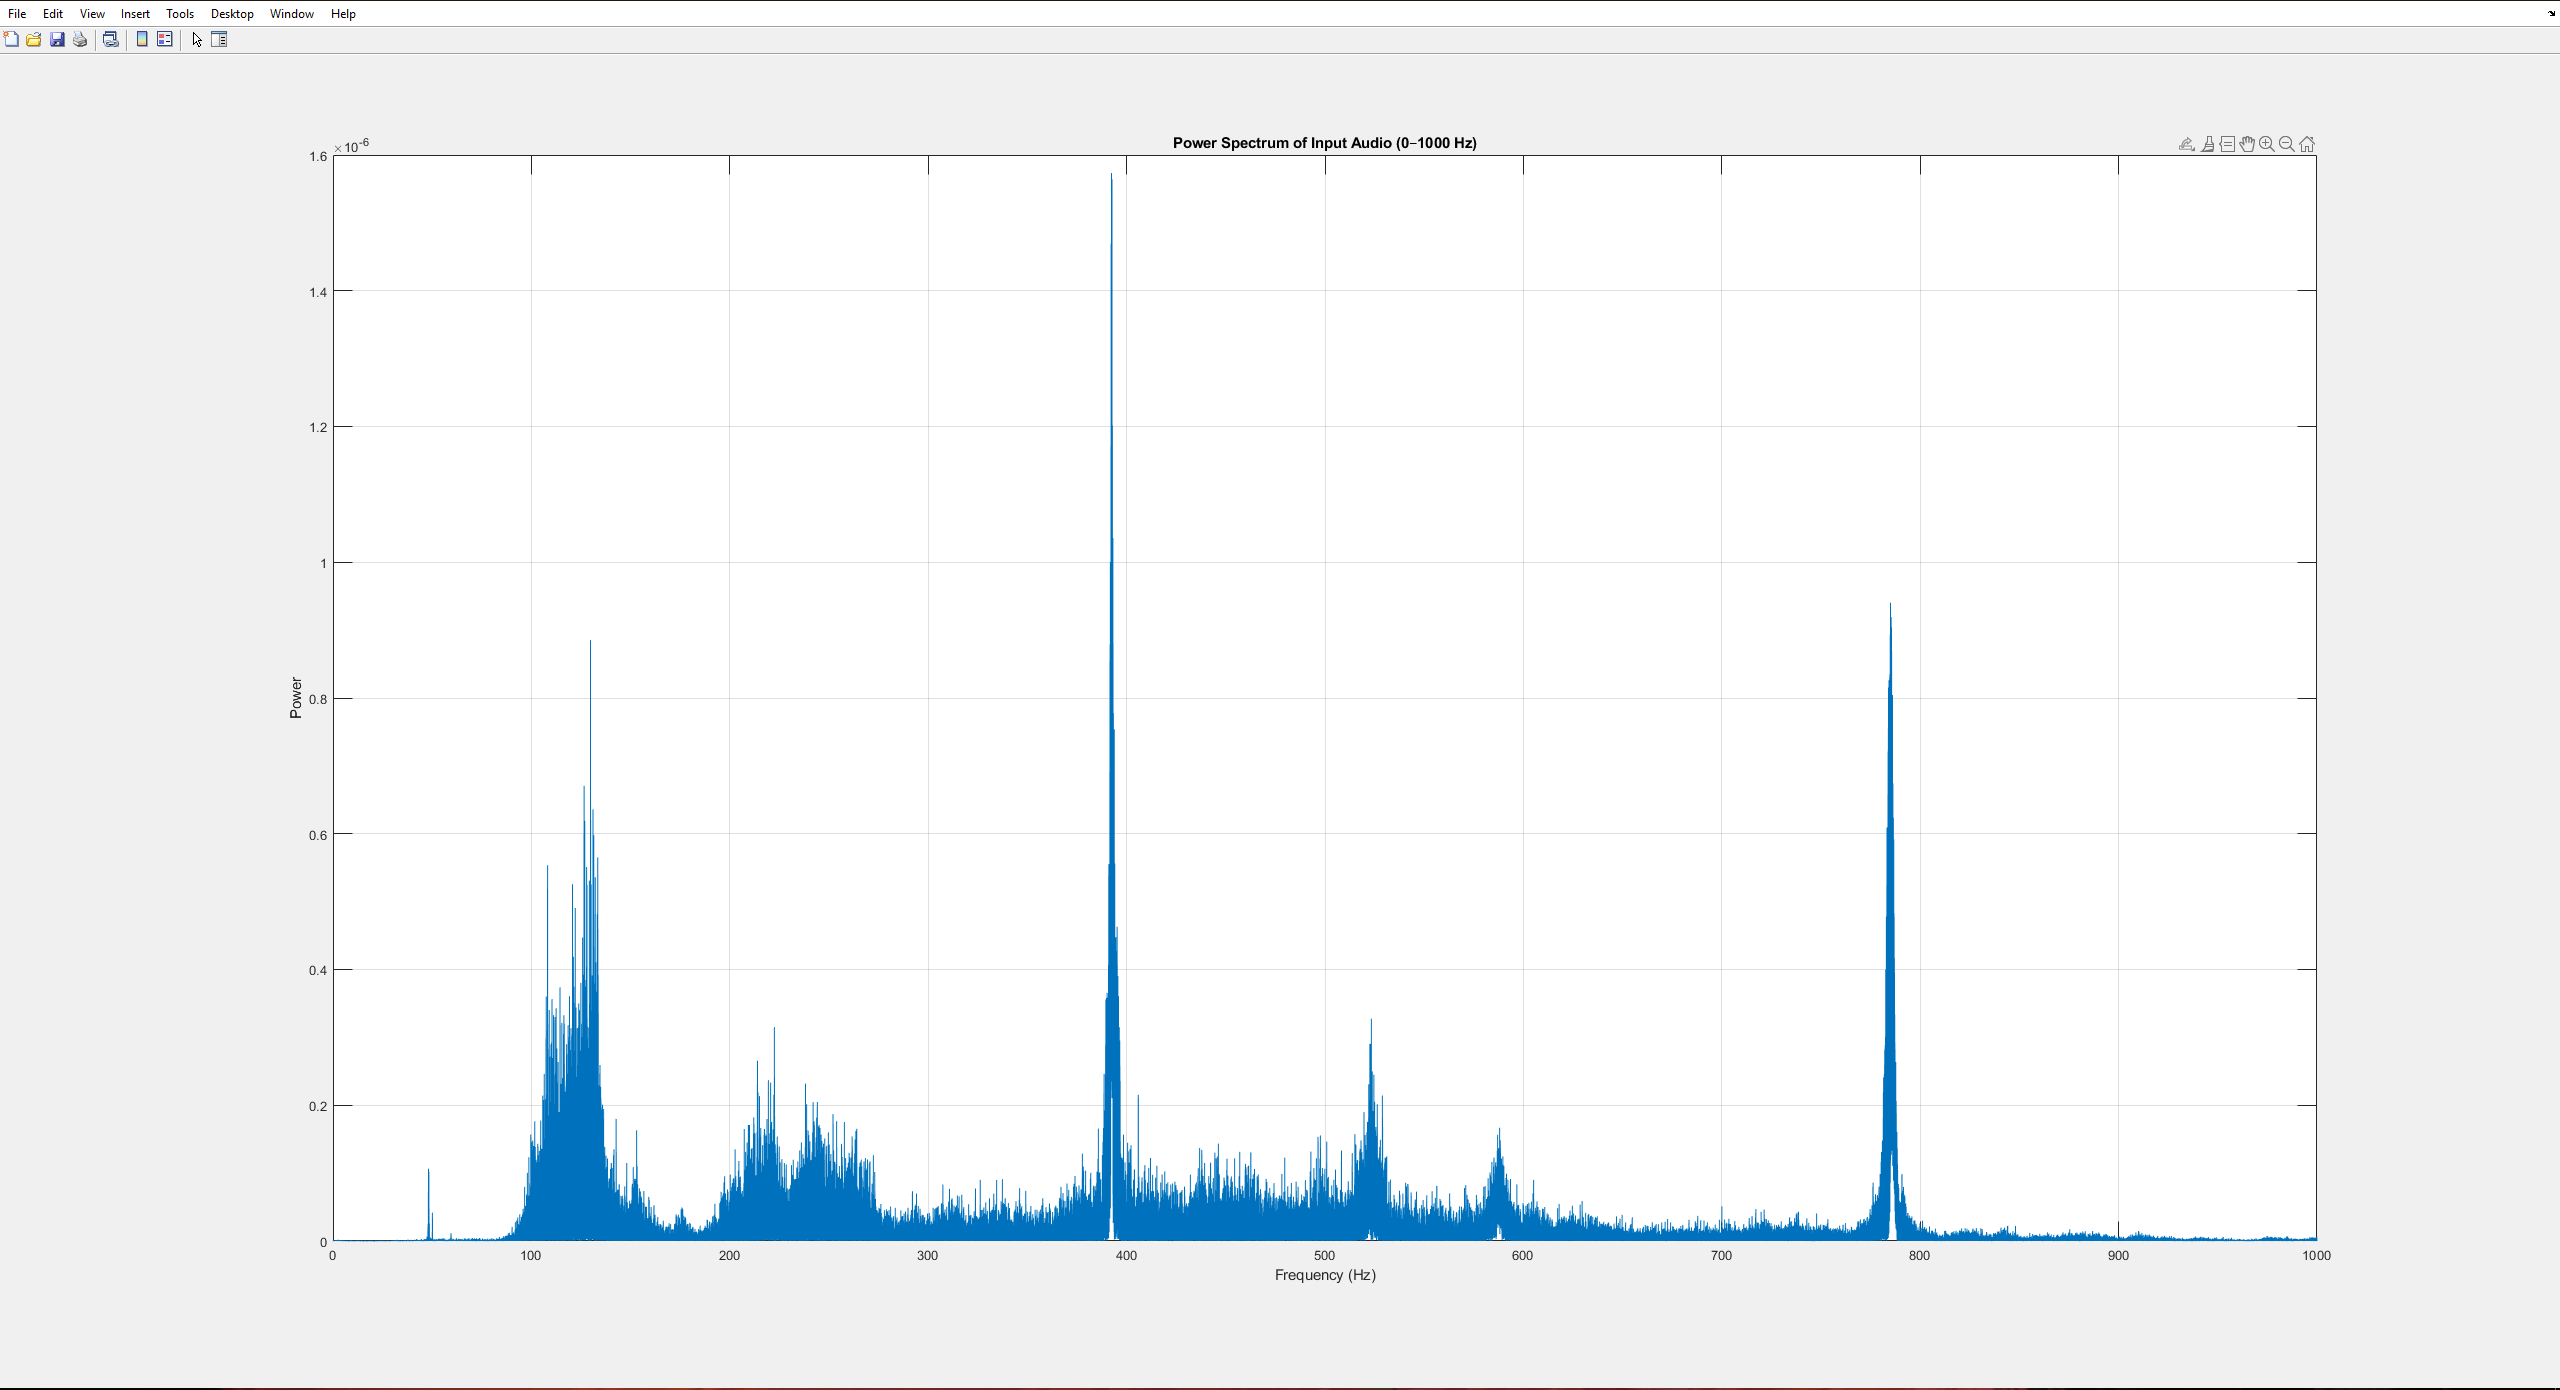 File Edit View Insert Tools Desktop Window Help
Power Spectrum of Input Audio (0–1000 Hz)
×10-6
1.6
1.4
1.2
1
0.8
0.6
0.4
0.2
0
Power
0 100 200 300 400 500 600 700 800 900 1000
Frequency (Hz)